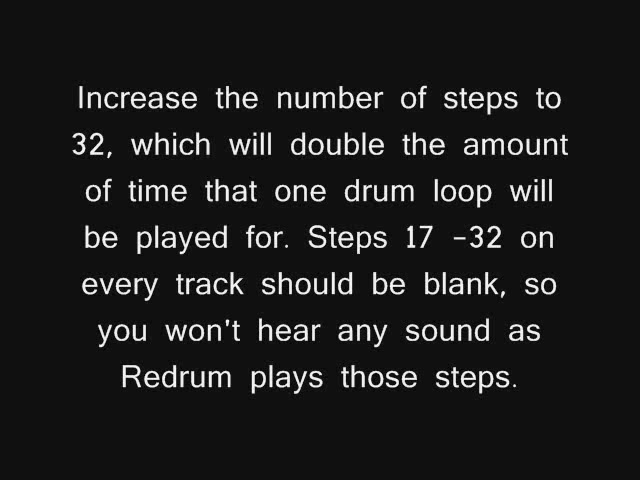 Increase the number of steps to
32, which will double the amount
of time that one drum loop will
be played for. Steps 17 -32 on
every track should be blank, so
you won't hear any sound as
Redrum plays those steps.